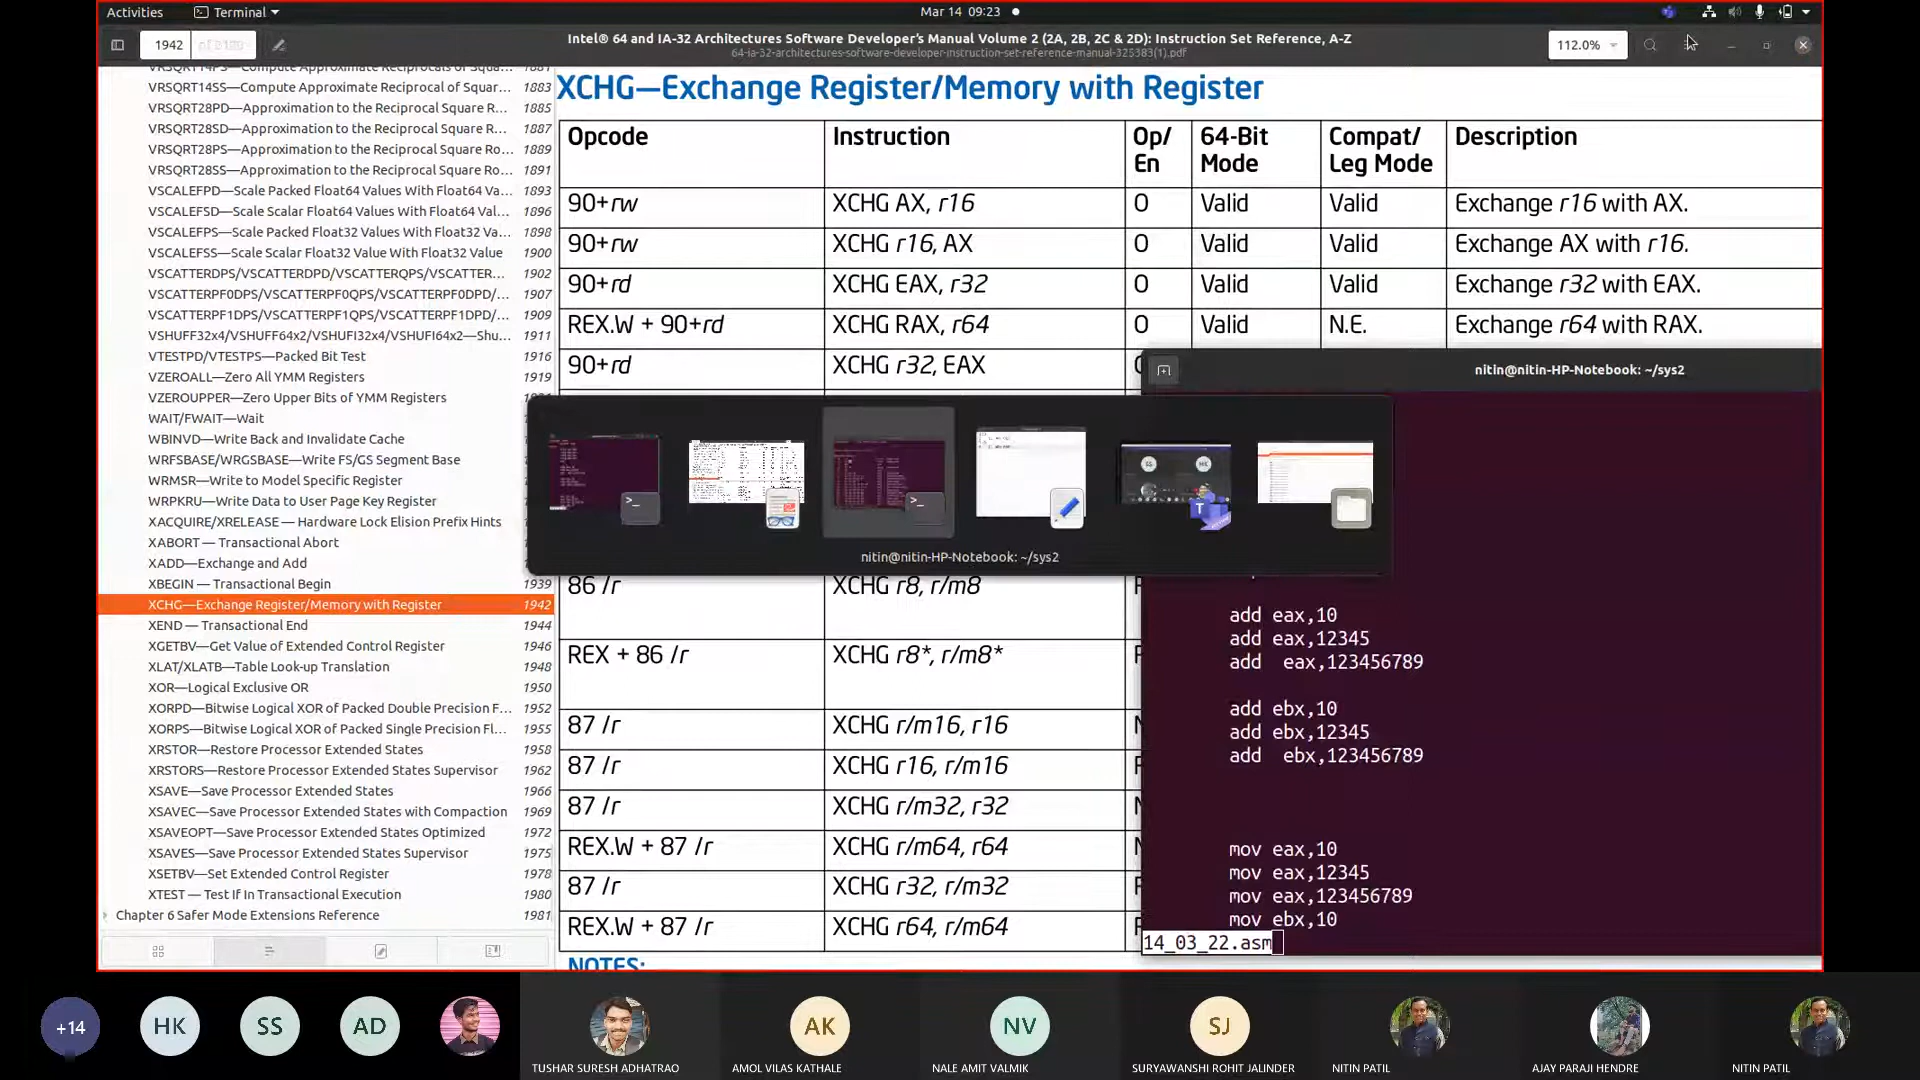 Activities
Terminal
Mar 14 09:23
1942
of 3120
Intel® 64 and IA-32 Architectures Software Developer's Manual Volume 2 (2A, 2B, 2C & 2D): Instruction Set Reference, A-Z
64-ia-32-architectures-software-developer-instruction-set-reference-manual-325383(1).pdf
112.0%
VRSQRT14PS—Compute Approximate Reciprocals of Squa... 1881
VRSQRT14SS—Compute Approximate Reciprocal of Squar... 1883
VRSQRT28PD—Approximation to the Reciprocal Square R... 1885
VRSQRT28SD—Approximation to the Reciprocal Square R... 1887
VRSQRT28PS—Approximation to the Reciprocal Square Ro... 1889
VRSQRT28SS—Approximation to the Reciprocal Square Ro... 1891
VSCALEFPD—Scale Packed Float64 Values With Float64 Va... 1893
VSCALEFSD—Scale Scalar Float64 Values With Float64 Val... 1896
VSCALEFPS—Scale Packed Float32 Values With Float32 Va... 1898
VSCALEFSS—Scale Scalar Float32 Value With Float32 Value 1900
VSCATTERDPS/VSCATTERDPD/VSCATTERQPS/VSCATTER... 1902
VSCATTERPF0DPS/VSCATTERPF0QPS/VSCATTERPF0DPD/... 1907
VSCATTERPF1DPS/VSCATTERPF1QPS/VSCATTERPF1DPD/... 1909
VSHUFF32x4/VSHUFF64x2/VSHUFI32x4/VSHUFI64x2—Shu... 1911
VTESTPD/VTESTPS—Packed Bit Test 1916
VZEROALL—Zero All YMM Registers 1919
VZEROUPPER—Zero Upper Bits of YMM Registers
WAIT/FWAIT—Wait
WBINVD—Write Back and Invalidate Cache
WRFSBASE/WRGSBASE—Write FS/GS Segment Base
WRMSR—Write to Model Specific Register
WRPKRU—Write Data to User Page Key Register
XACQUIRE/XRELEASE — Hardware Lock Elision Prefix Hints
XABORT — Transactional Abort
XADD—Exchange and Add
XBEGIN — Transactional Begin 1939
XCHG—Exchange Register/Memory with Register 1942
XEND — Transactional End 1944
XGETBV—Get Value of Extended Control Register 1946
XLAT/XLATB—Table Look-up Translation 1948
XOR—Logical Exclusive OR 1950
XORPD—Bitwise Logical XOR of Packed Double Precision F... 1952
XORPS—Bitwise Logical XOR of Packed Single Precision Fl... 1955
XRSTOR—Restore Processor Extended States 1958
XRSTORS—Restore Processor Extended States Supervisor 1962
XSAVE—Save Processor Extended States 1966
XSAVEC—Save Processor Extended States with Compaction 1969
XSAVEOPT—Save Processor Extended States Optimized 1972
XSAVES—Save Processor Extended States Supervisor 1975
XSETBV—Set Extended Control Register 1978
XTEST — Test If In Transactional Execution 1980
Chapter 6 Safer Mode Extensions Reference 1981
XCHG—Exchange Register/Memory with Register
Opcode Instruction Op/ En 64-Bit Mode Compat/ Leg Mode Description
90+rw XCHG AX, r16 O Valid Valid Exchange r16 with AX.
90+rw XCHG r16, AX O Valid Valid Exchange AX with r16.
90+rd XCHG EAX, r32 O Valid Valid Exchange r32 with EAX.
REX.W + 90+rd XCHG RAX, r64 O Valid N.E. Exchange r64 with RAX.
90+rd XCHG r32, EAX
86 /r XCHG r8, r/m8
REX + 86 /r XCHG r8*, r/m8*
87 /r XCHG r/m16, r16
87 /r XCHG r16, r/m16
87 /r XCHG r/m32, r32
REX.W + 87 /r XCHG r/m64, r64
87 /r XCHG r32, r/m32
REX.W + 87 /r XCHG r64, r/m64
NOTES:
nitin@nitin-HP-Notebook: ~/sys2
nitin@nitin-HP-Notebook: ~/sys2
add eax,10
add eax,12345
add eax,123456789
add ebx,10
add ebx,12345
add ebx,123456789
mov eax,10
mov eax,12345
mov eax,123456789
mov ebx,10
14_03_22.asm
SS
HK
T
+14
HK
SS
AD
AK
NV
SJ
TUSHAR SURESH ADHATRAO
AMOL VILAS KATHALE
NALE AMIT VALMIK
SURYAWANSHI ROHIT JALINDER
NITIN PATIL
AJAY PARAJI HENDRE
NITIN PATIL